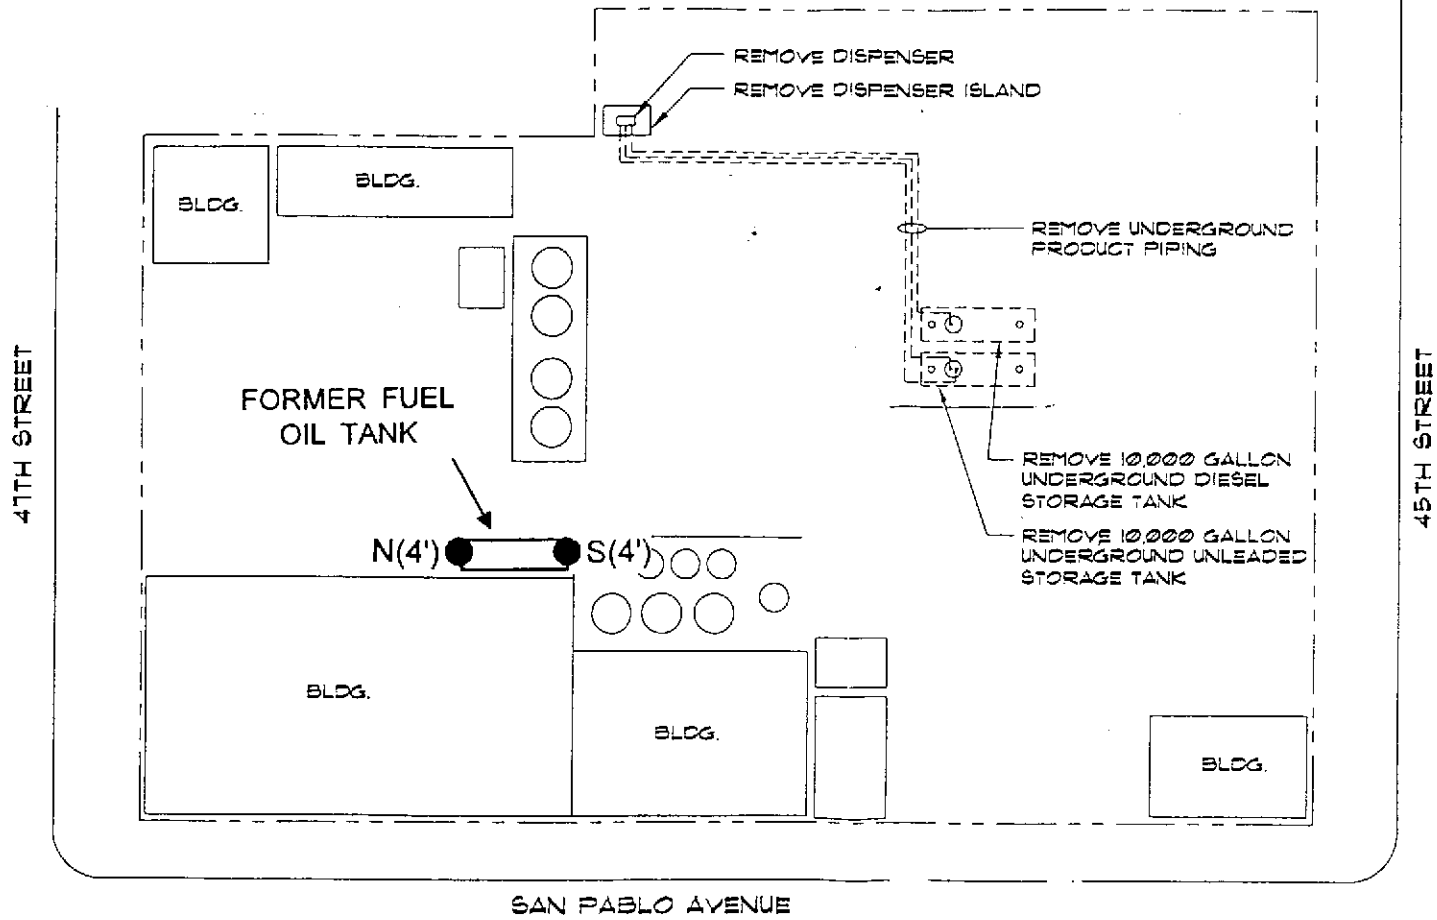 REMOVE DISPENSER
REMOVE DISPENSER ISLAND
BLDG.
BLDG.
REMOVE UNDERGROUND
PRODUCT PIPING
47TH STREET
45TH STREET
FORMER FUEL
OIL TANK
REMOVE 10,000 GALLON
UNDERGROUND DIESEL
STORAGE TANK
REMOVE 10,000 GALLON
UNDERGROUND UNLEADED
STORAGE TANK
N(4')
S(4')
BLDG.
BLDG.
BLDG.
SAN PABLO AVENUE